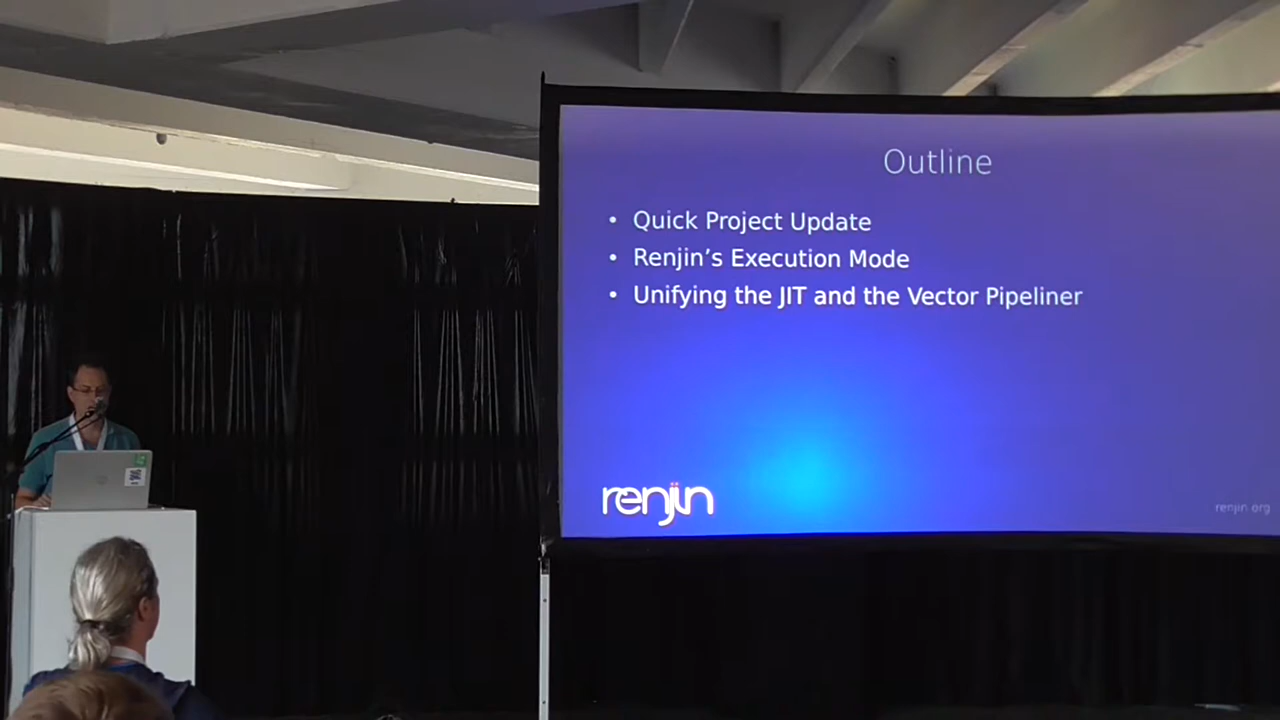 Outline
• Quick Project Update
• Renjin's Execution Mode
• Unifying the JIT and the Vector Pipeliner
renjin
renjin.org